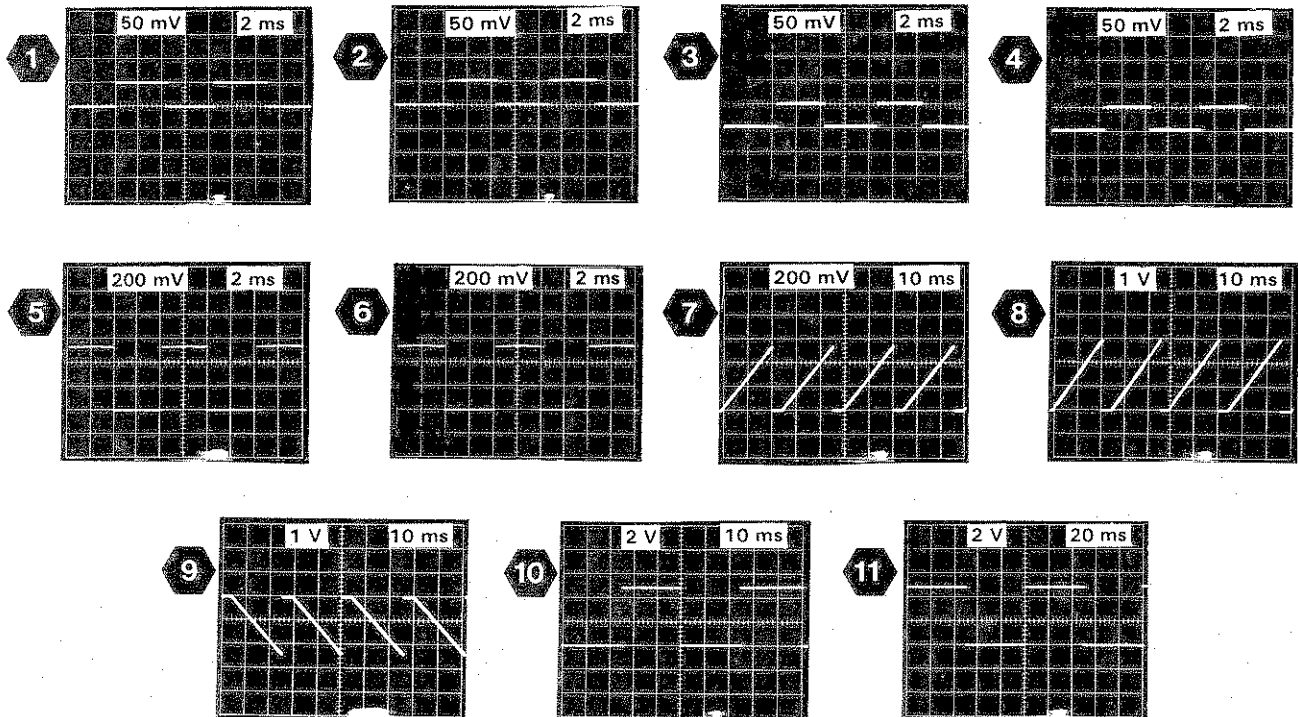 1 50 mV 2 ms
2 50 mV 2 ms
3 50 mV 2 ms
4 50 mV 2 ms
5 200 mV 2 ms
6 200 mV 2 ms
7 200 mV 10 ms
8 1 V 10 ms
9 1 V 10 ms
10 2 V 10 ms
11 2 V 20 ms